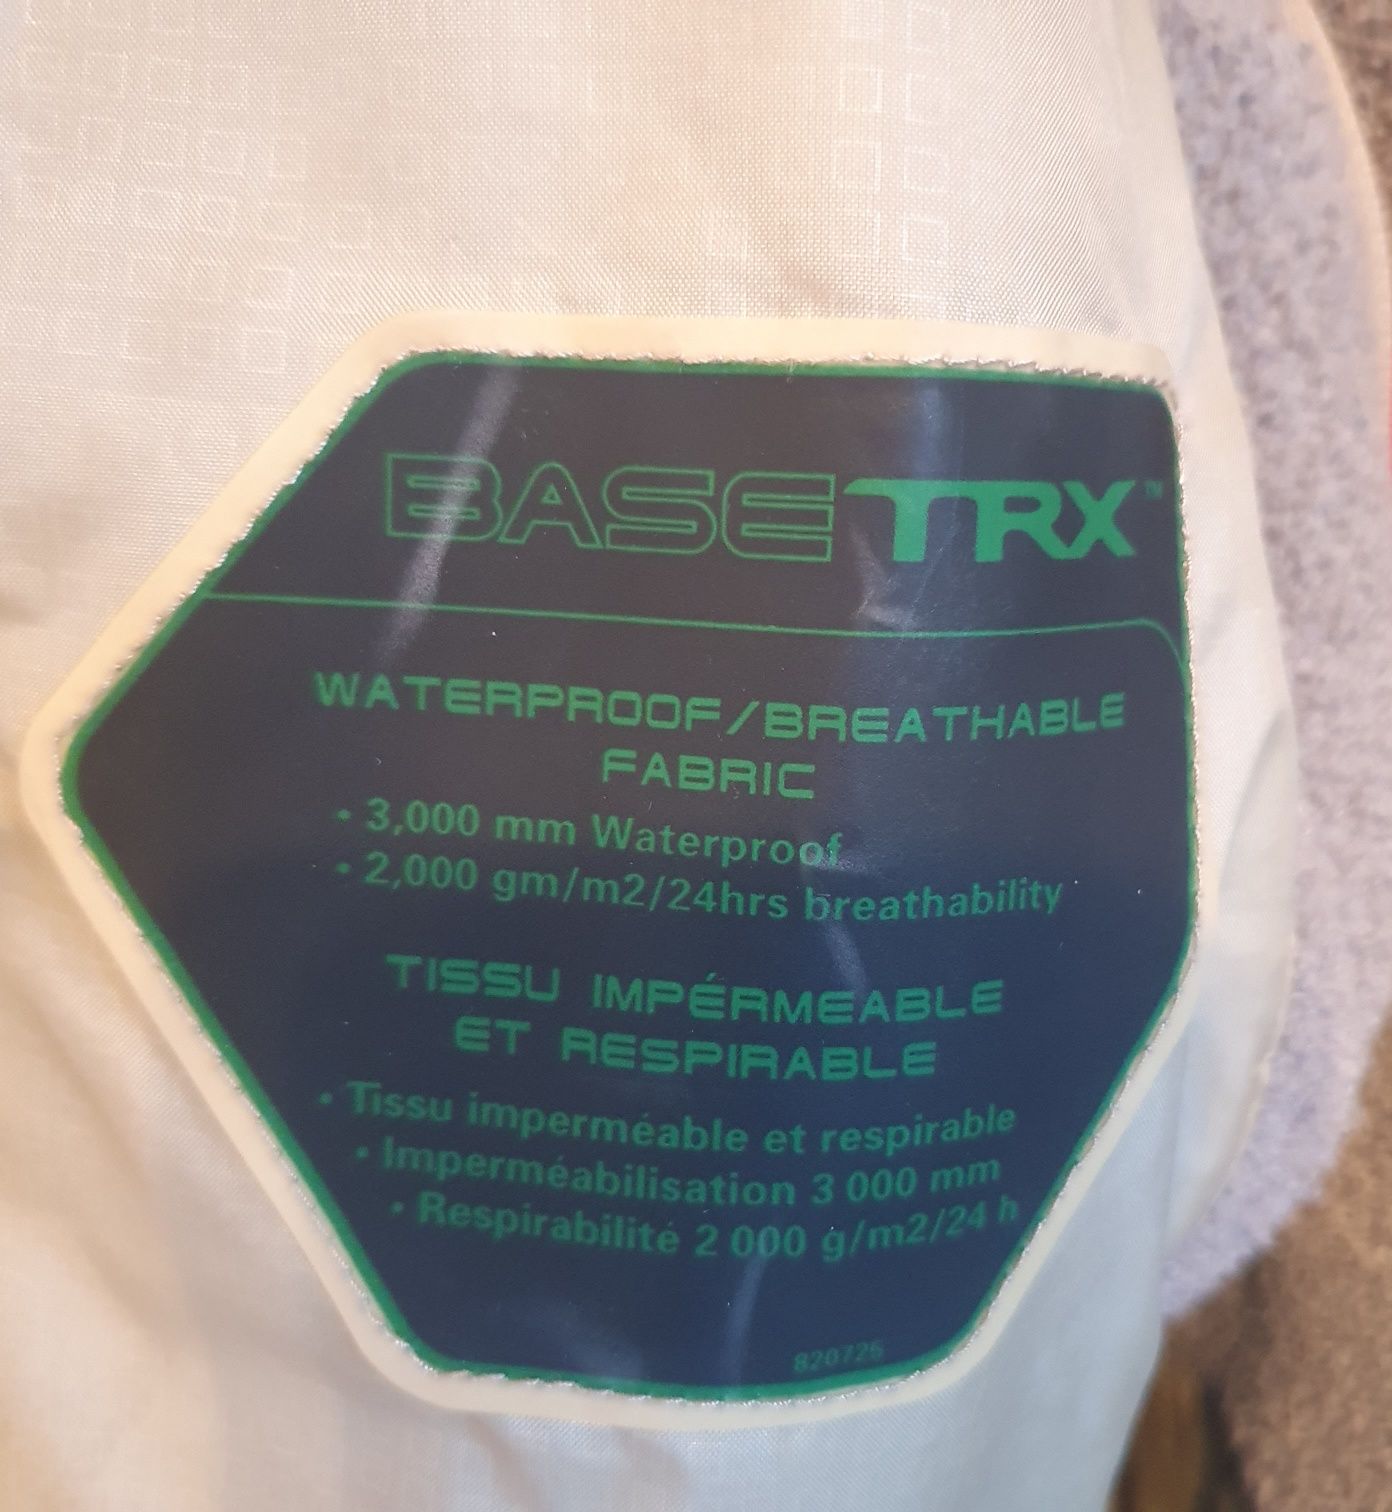 BASETRX™
WATERPROOF/BREATHABLE
FABRIC
• 3,000 mm Waterproof
• 2,000 gm/m2/24hrs breathability
TISSU IMPÉRMEABLE
ET RESPIRABLE
• Tissu imperméable et respirable
• Imperméabilisation 3 000 mm
• Respirabilité 2 000 g/m2/24 h
820725